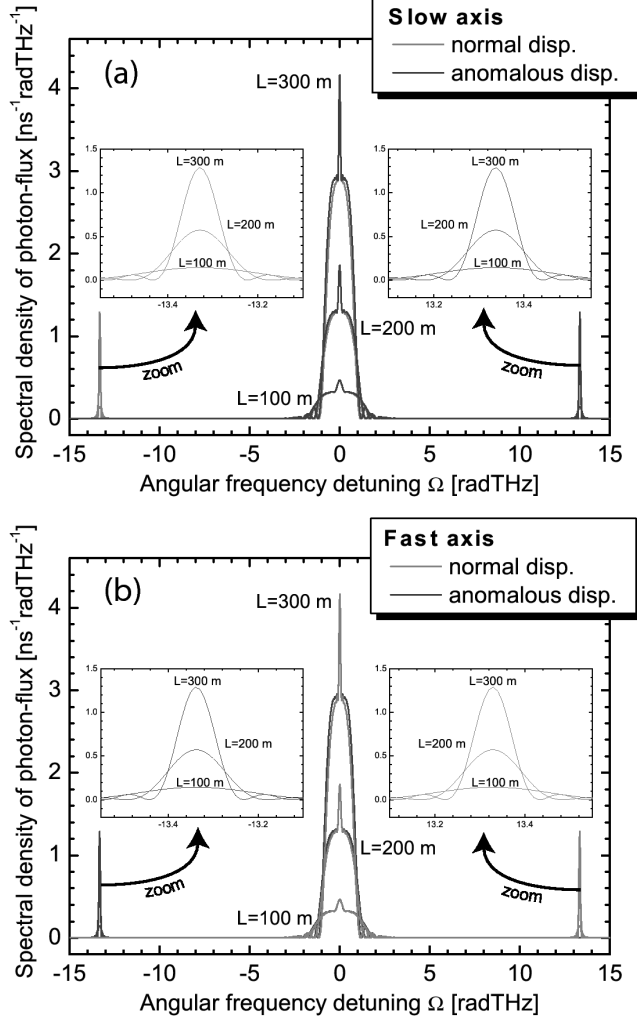 Slow axis
normal disp.
anomalous disp.
(a)
L=300 m
Spectral density of photon-flux [ns⁻¹radTHz⁻¹]
4
3
2
1
0
1.5
1.0
0.5
0.0
L=300 m
L=200 m
L=100 m
-13.4
-13.2
1.5
1.0
0.5
0.0
L=300 m
L=200 m
L=100 m
13.2
13.4
zoom
zoom
L=200 m
L=100 m
-15
-10
-5
0
5
10
15
Angular frequency detuning Ω [radTHz]
Fast axis
normal disp.
anomalous disp.
(b)
L=300 m
Spectral density of photon-flux [ns⁻¹radTHz⁻¹]
4
3
2
1
0
1.5
1.0
0.5
0.0
L=300 m
L=200 m
L=100 m
-13.4
-13.2
1.5
1.0
0.5
0.0
L=300 m
L=200 m
L=100 m
13.2
13.4
zoom
zoom
L=200 m
L=100 m
-15
-10
-5
0
5
10
15
Angular frequency detuning Ω [radTHz]